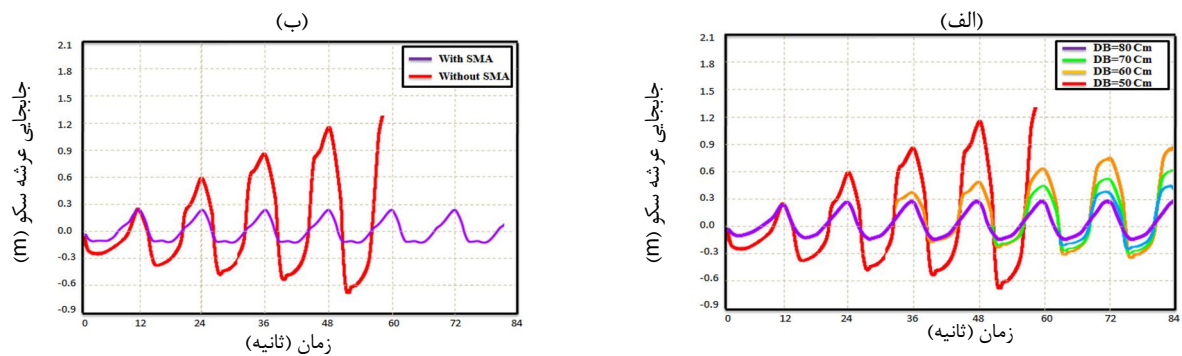 (ب)
With SMA
Without SMA
2.1
1.8
1.5
1.2
0.9
0.6
0.3
0.0
-0.3
-0.6
-0.9
0 12 24 36 48 60 72 84
جابجایی عرشه سکو (m)
زمان (ثانیه)
(الف)
DB=80 Cm
DB=70 Cm
DB=60 Cm
DB=50 Cm
2.1
1.8
1.5
1.2
0.9
0.6
0.3
0.0
-0.3
-0.6
-0.9
0 12 24 36 48 60 72 84
جابجایی عرشه سکو (m)
زمان (ثانیه)